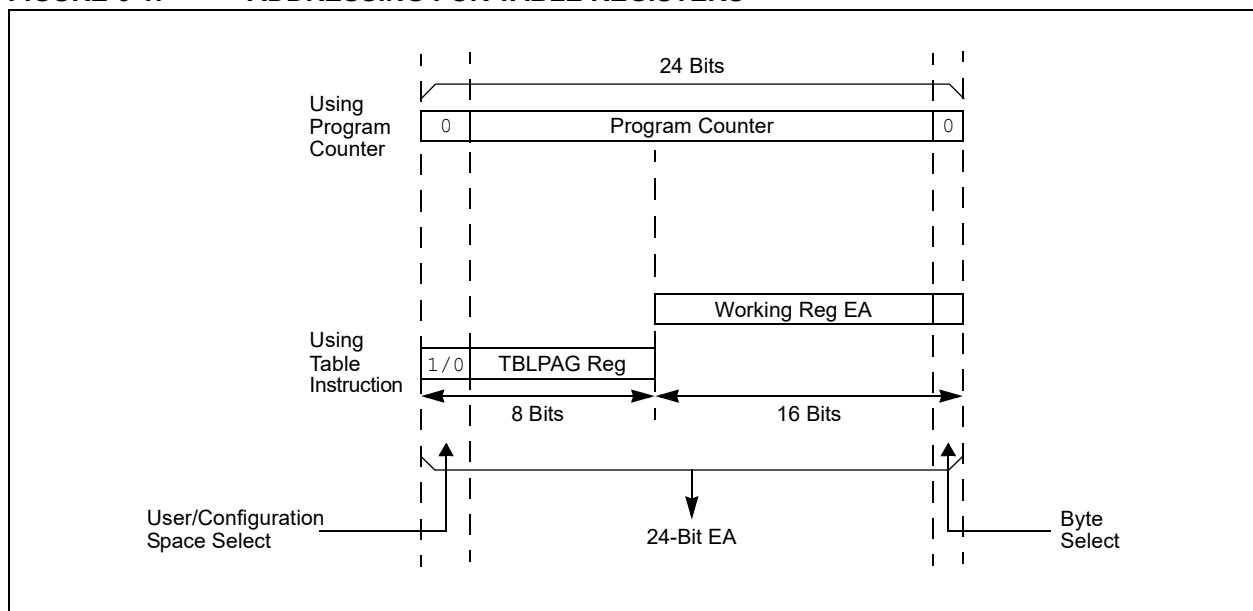 24 Bits
Using
Program
Counter
0
Program Counter
0
Working Reg EA
Using
Table
Instruction
1/0
TBLPAG Reg
8 Bits
16 Bits
User/Configuration
Space Select
24-Bit EA
Byte
Select